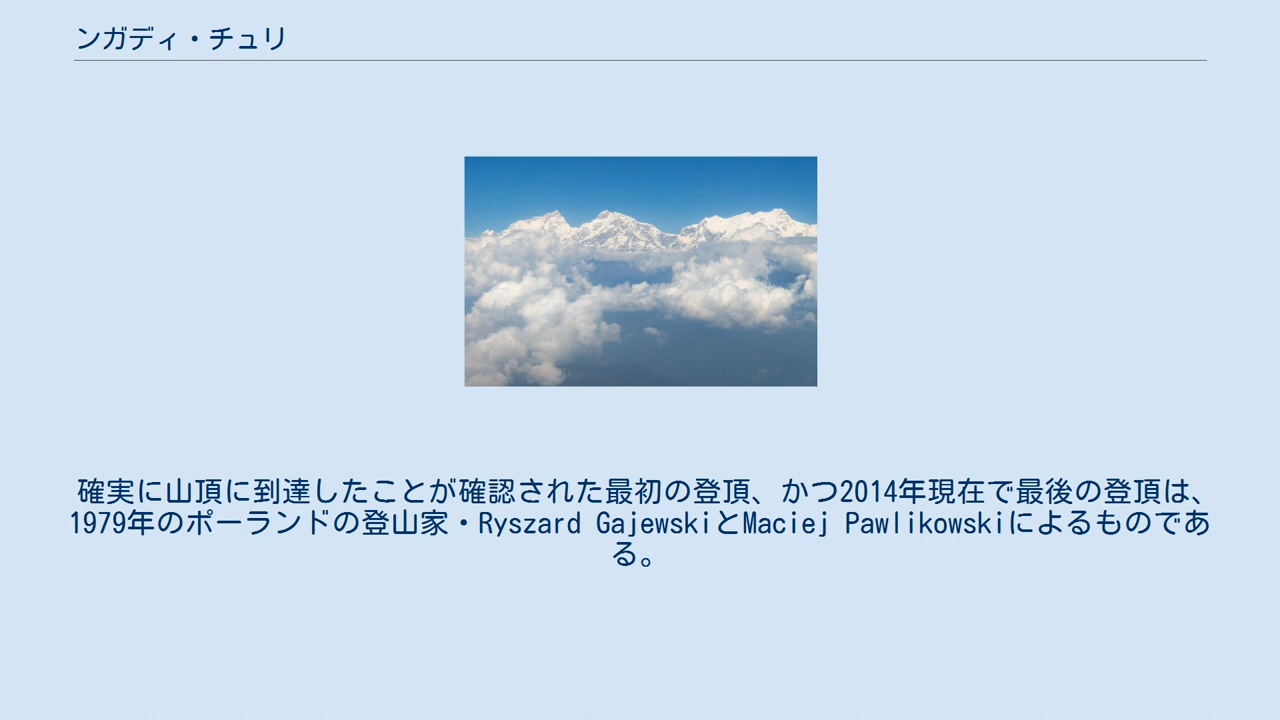 ンガディ・チュリ
確実に山頂に到達したことが確認された最初の登頂、かつ2014年現在で最後の登頂は、
1979年のポーランドの登山家・Ryszard GajewskiとMaciej Pawlikowskiによるものであ
る。